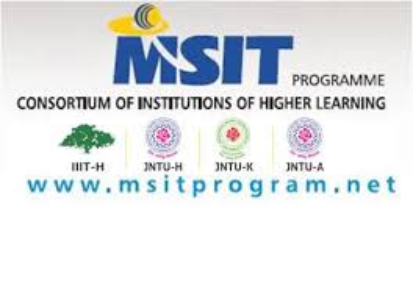 MSIT PROGRAMME
CONSORTIUM OF INSTITUTIONS OF HIGHER LEARNING
IIIT-H JNTU-H JNTU-K JNTU-A
www.msitprogram.net